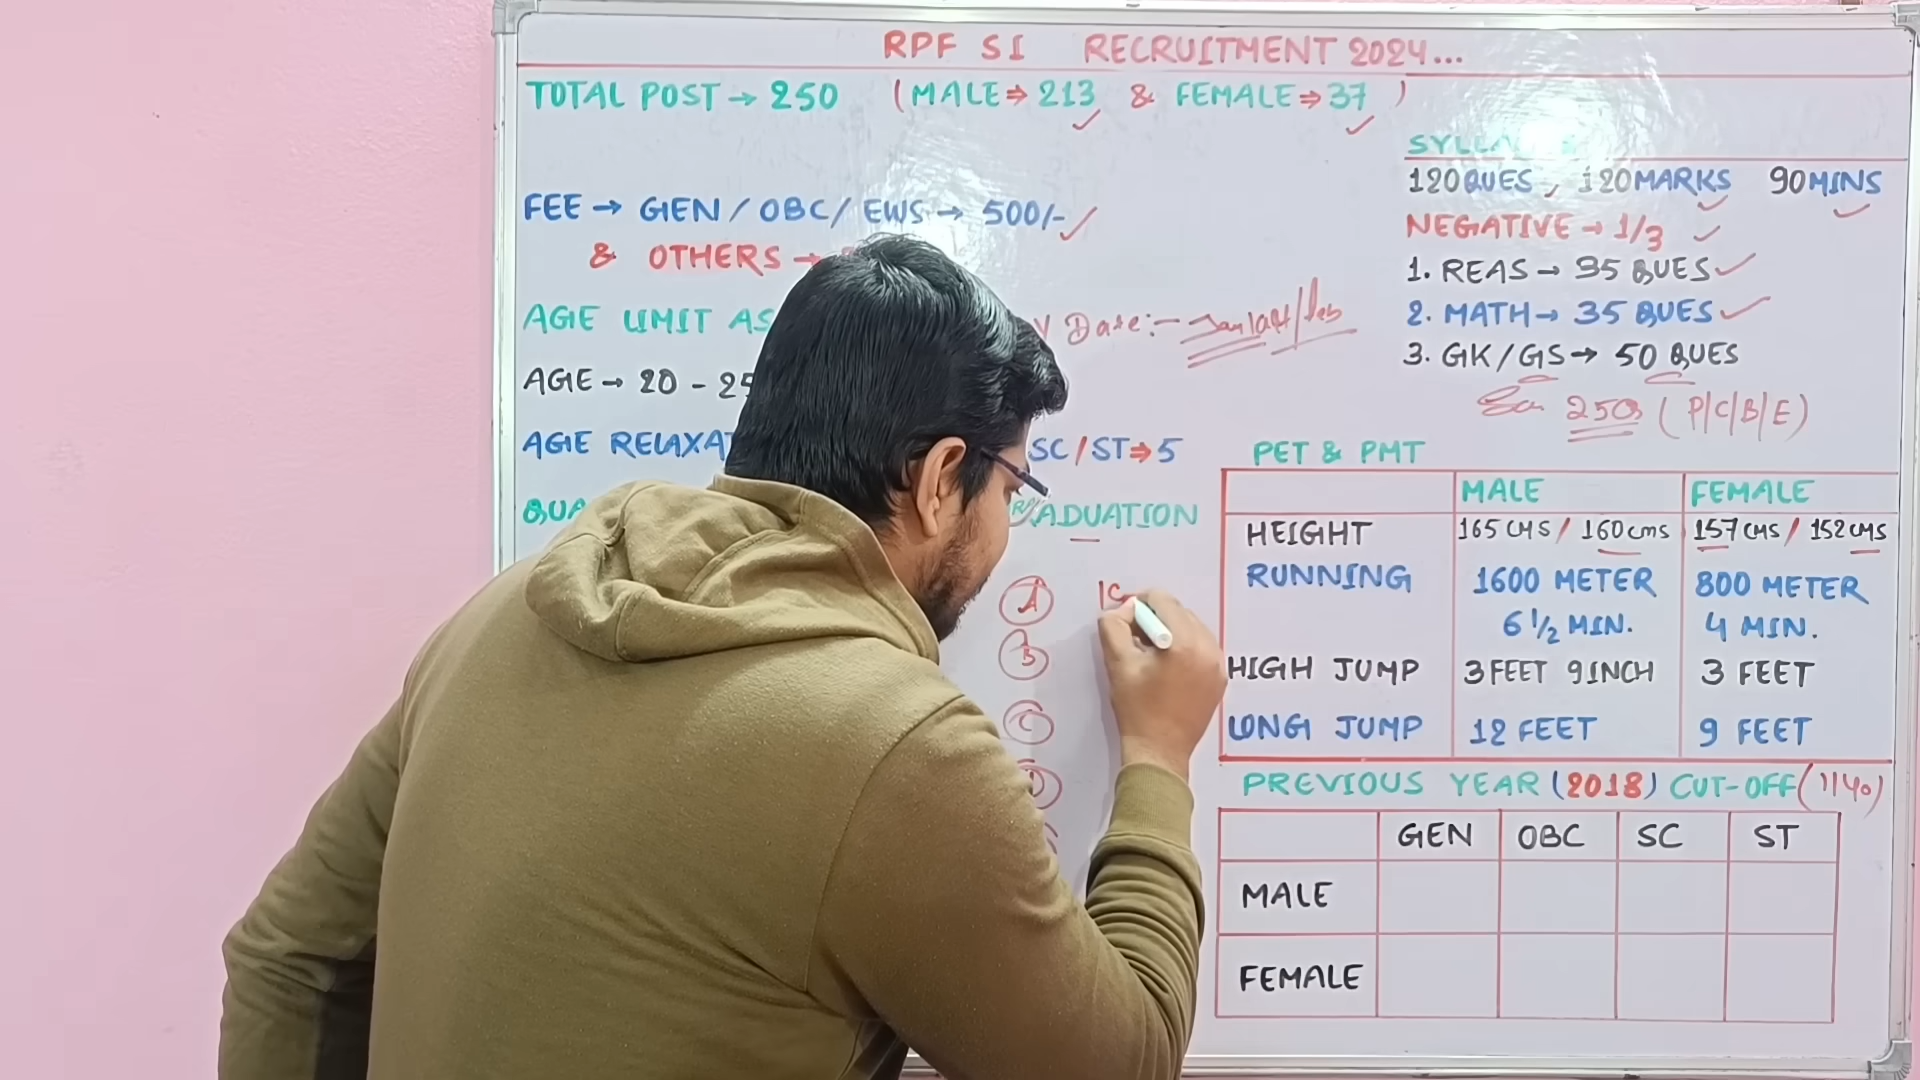 RPF SI RECRUITMENT 2024...
TOTAL POST → 250 (MALE ⇒ 213 & FEMALE ⇒ 37)
FEE → GEN / OBC / EWS → 500/-
& OTHERS →
AGE LIMIT AS
Date:-
AGE → 20 - 25
AGE RELAXAT
SC/ST ⇒ 5
QUA
GRADUATION
A
B
C
D
SYLLA
120 QUES, 120 MARKS 90 MINS
NEGATIVE → 1/3
1. REAS → 35 QUES
2. MATH → 35 QUES
3. GK/GS → 50 QUES
25Qs (P/C/B/E)
PET & PMT
MALE FEMALE
HEIGHT 165 CMS / 160 cms 157 CMS / 152 CMS
RUNNING 1600 METER 800 METER
6 1/2 MIN. 4 MIN.
HIGH JUMP 3 FEET 9 INCH 3 FEET
LONG JUMP 12 FEET 9 FEET
PREVIOUS YEAR (2018) CUT-OFF (1140)
GEN OBC SC ST
MALE
FEMALE